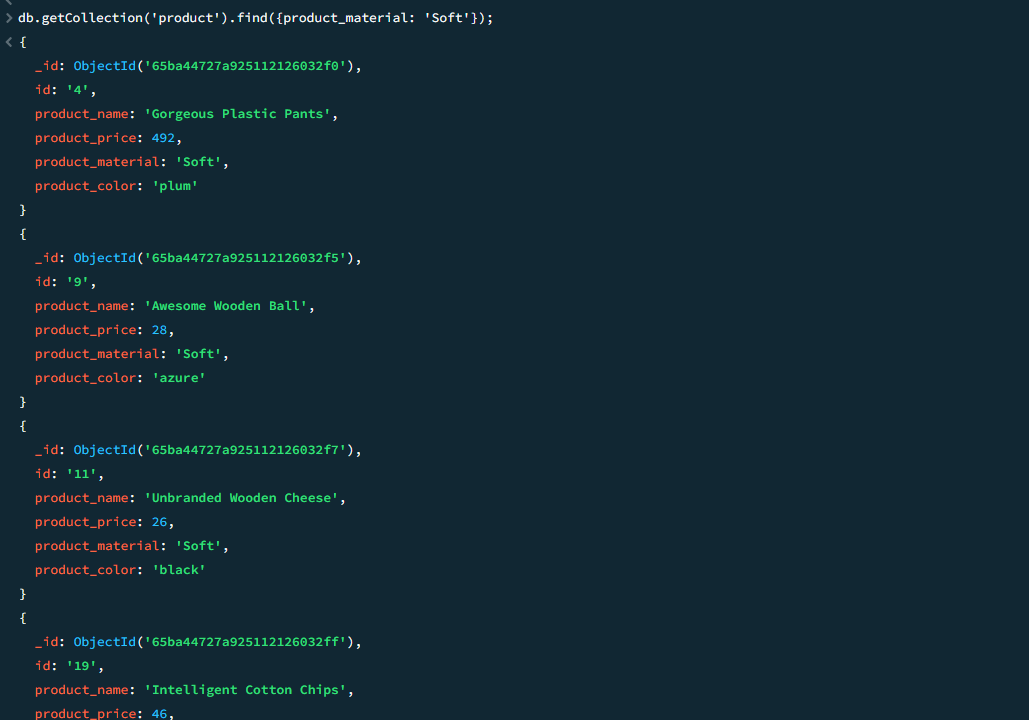 db.getCollection('product').find({product_material: 'Soft'});
{
_id: ObjectId('65ba44727a925112126032f0'),
id: '4',
product_name: 'Gorgeous Plastic Pants',
product_price: 492,
product_material: 'Soft',
product_color: 'plum'
}
{
_id: ObjectId('65ba44727a925112126032f5'),
id: '9',
product_name: 'Awesome Wooden Ball',
product_price: 28,
product_material: 'Soft',
product_color: 'azure'
}
{
_id: ObjectId('65ba44727a925112126032f7'),
id: '11',
product_name: 'Unbranded Wooden Cheese',
product_price: 26,
product_material: 'Soft',
product_color: 'black'
}
{
_id: ObjectId('65ba44727a925112126032ff'),
id: '19',
product_name: 'Intelligent Cotton Chips',
product_price: 46,